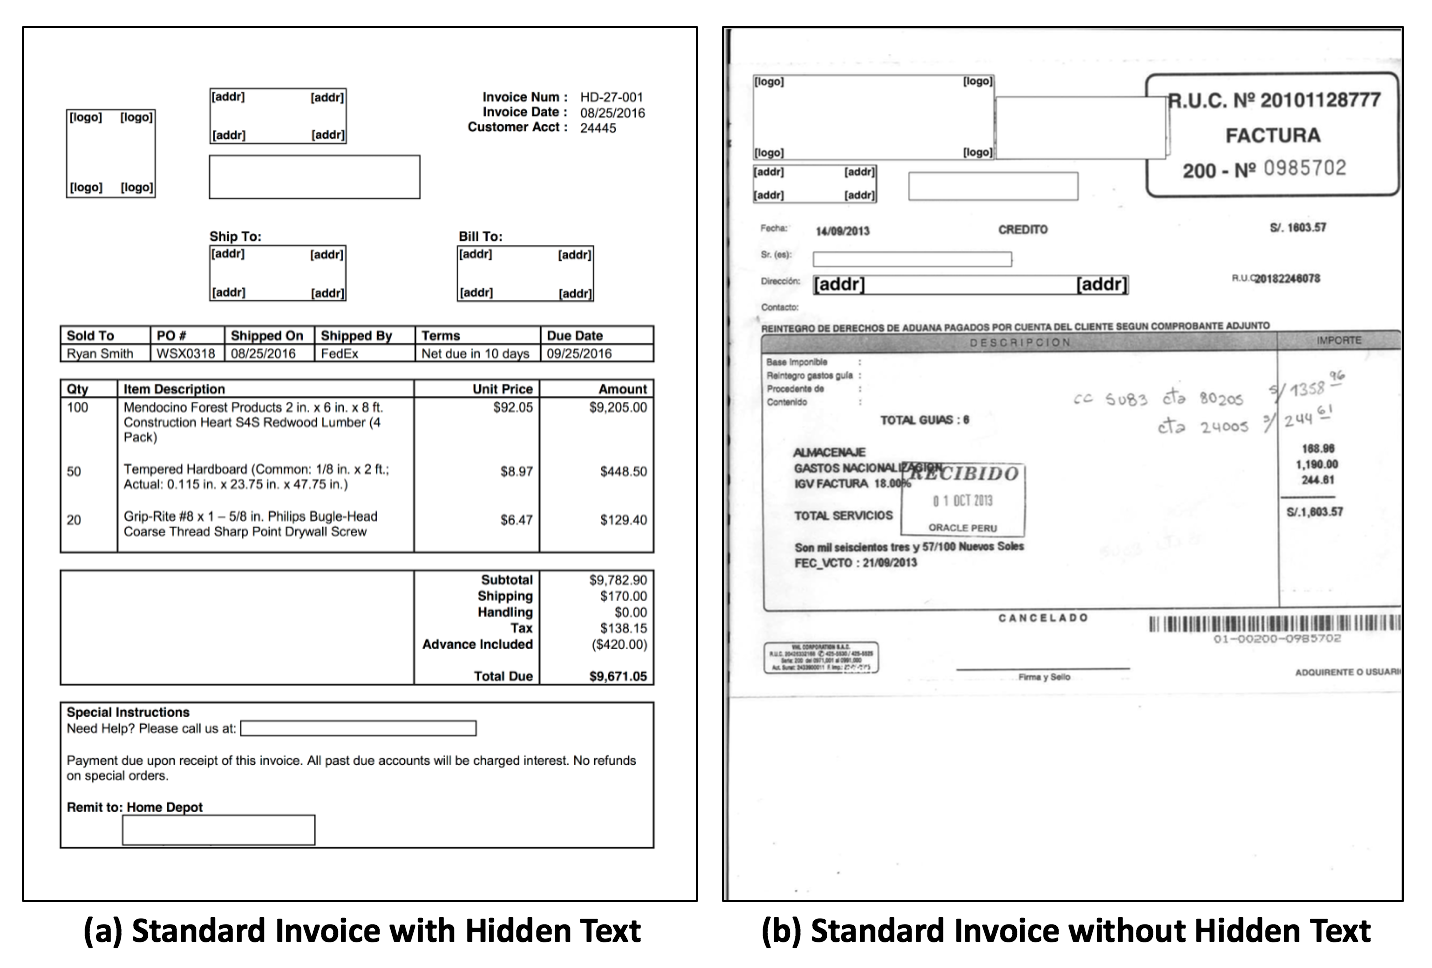 [logo] [logo]
[logo] [logo]
[addr] [addr]
[addr] [addr]
Invoice Num : HD-27-001
Invoice Date : 08/25/2016
Customer Acct : 24445
Ship To:
[addr] [addr]
[addr] [addr]
Bill To:
[addr] [addr]
[addr] [addr]
Sold To PO # Shipped On Shipped By Terms Due Date
Ryan Smith WSX0318 08/25/2016 FedEx Net due in 10 days 09/25/2016
Qty Item Description Unit Price Amount
100 Mendocino Forest Products 2 in. x 6 in. x 8 ft. $92.05 $9,205.00
Construction Heart S4S Redwood Lumber (4
Pack)
50 Tempered Hardboard (Common: 1/8 in. x 2 ft.; $8.97 $448.50
Actual: 0.115 in. x 23.75 in. x 47.75 in.)
20 Grip-Rite #8 x 1 – 5/8 in. Philips Bugle-Head $6.47 $129.40
Coarse Thread Sharp Point Drywall Screw
Subtotal $9,782.90
Shipping $170.00
Handling $0.00
Tax $138.15
Advance Included ($420.00)
Total Due $9,671.05
Special Instructions
Need Help? Please call us at:
Payment due upon receipt of this invoice. All past due accounts will be charged interest. No refunds
on special orders.
Remit to: Home Depot
(a) Standard Invoice with Hidden Text
[logo] [logo]
[logo] [logo]
R.U.C. Nº 20101128777
FACTURA
200 - Nº 0985702
[addr] [addr]
[addr] [addr]
Fecha: 14/09/2013 CREDITO S/. 1603.57
Sr. (es):
Dirección: [addr] [addr] R.U.C 20182246078
Contacto:
REINTEGRO DE DERECHOS DE ADUANA PAGADOS POR CUENTA DEL CLIENTE SEGUN COMPROBANTE ADJUNTO
DESCRIPCION IMPORTE
Base Imponible :
Reintegro gastos guia :
Procedente de :
Contenido :
cc 5UB3 cta 80205 s/ 1358 96
cta 24005 s/ 244 61
TOTAL GUIAS : 6
ALMACENAJE 168.96
GASTOS NACIONALIZACION 1,190.00
IGV FACTURA 18.00% 244.61
RECIBIDO
01 OCT 2013
ORACLE PERU
TOTAL SERVICIOS S/.1,603.57
Son mil seiscientos tres y 57/100 Nuevos Soles
FEC_VCTO : 21/09/2013
CANCELADO
01-00200-0985702
Firma y Sello
ADQUIRENTE O USUARI
(b) Standard Invoice without Hidden Text